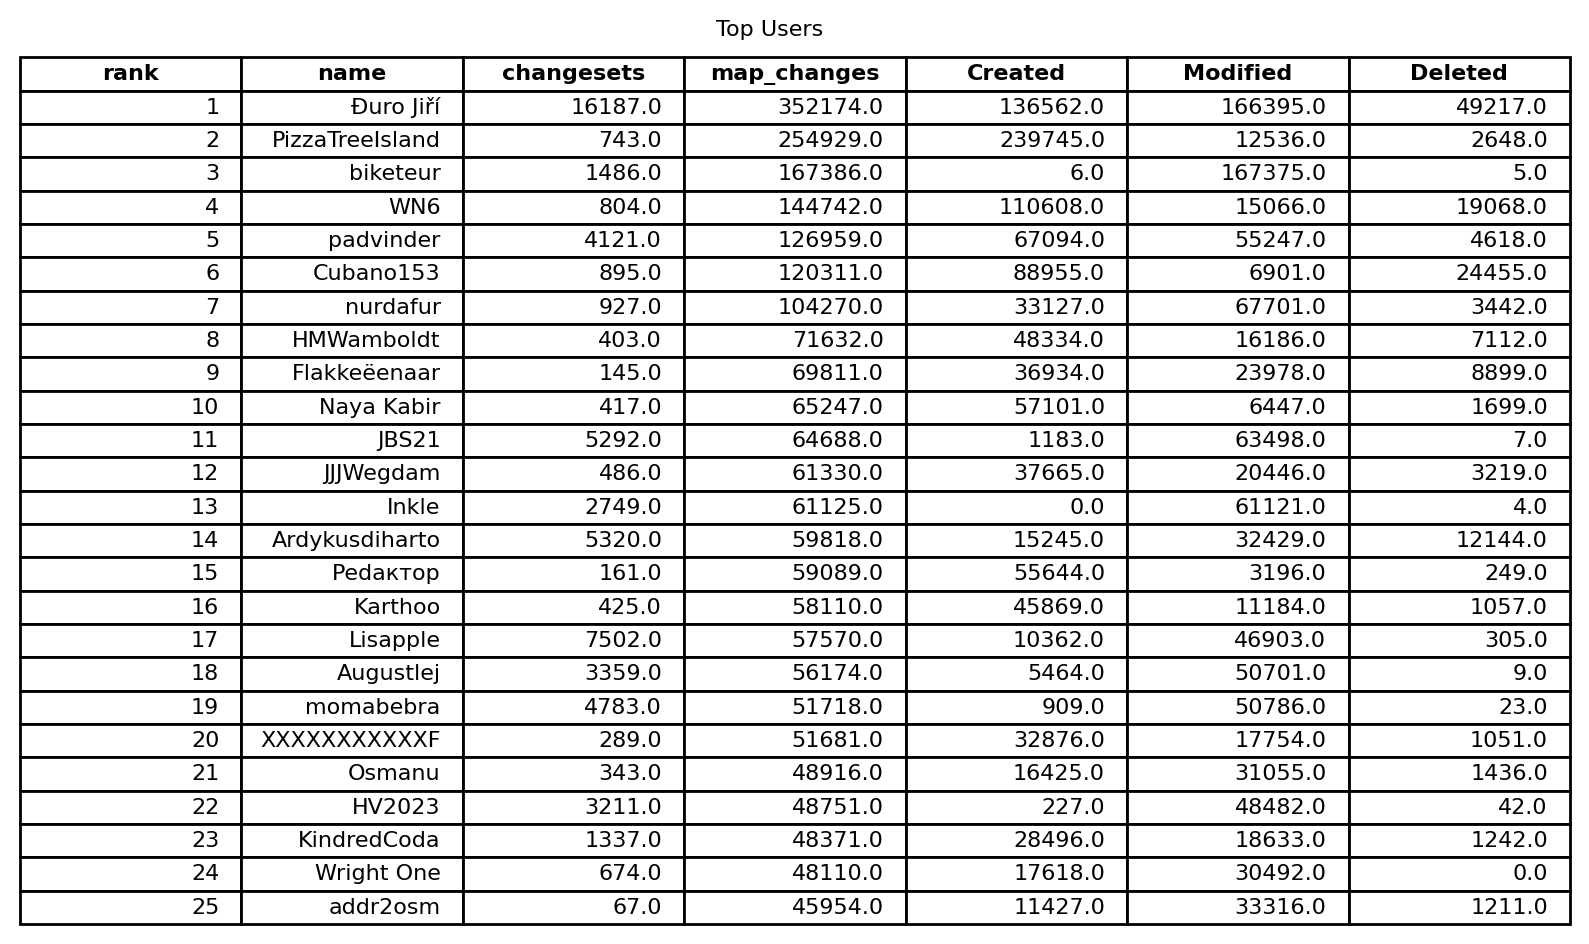 Top Users
rank name changesets map_changes Created Modified Deleted
1 Đuro Jiří 16187.0 352174.0 136562.0 166395.0 49217.0
2 PizzaTreeIsland 743.0 254929.0 239745.0 12536.0 2648.0
3 biketeur 1486.0 167386.0 6.0 167375.0 5.0
4 WN6 804.0 144742.0 110608.0 15066.0 19068.0
5 padvinder 4121.0 126959.0 67094.0 55247.0 4618.0
6 Cubano153 895.0 120311.0 88955.0 6901.0 24455.0
7 nurdafur 927.0 104270.0 33127.0 67701.0 3442.0
8 HMWamboldt 403.0 71632.0 48334.0 16186.0 7112.0
9 Flakkeëenaar 145.0 69811.0 36934.0 23978.0 8899.0
10 Naya Kabir 417.0 65247.0 57101.0 6447.0 1699.0
11 JBS21 5292.0 64688.0 1183.0 63498.0 7.0
12 JJJWegdam 486.0 61330.0 37665.0 20446.0 3219.0
13 Inkle 2749.0 61125.0 0.0 61121.0 4.0
14 Ardykusdiharto 5320.0 59818.0 15245.0 32429.0 12144.0
15 Редактор 161.0 59089.0 55644.0 3196.0 249.0
16 Karthoo 425.0 58110.0 45869.0 11184.0 1057.0
17 Lisapple 7502.0 57570.0 10362.0 46903.0 305.0
18 Augustlej 3359.0 56174.0 5464.0 50701.0 9.0
19 momabebra 4783.0 51718.0 909.0 50786.0 23.0
20 XXXXXXXXXXXF 289.0 51681.0 32876.0 17754.0 1051.0
21 Osmanu 343.0 48916.0 16425.0 31055.0 1436.0
22 HV2023 3211.0 48751.0 227.0 48482.0 42.0
23 KindredCoda 1337.0 48371.0 28496.0 18633.0 1242.0
24 Wright One 674.0 48110.0 17618.0 30492.0 0.0
25 addr2osm 67.0 45954.0 11427.0 33316.0 1211.0